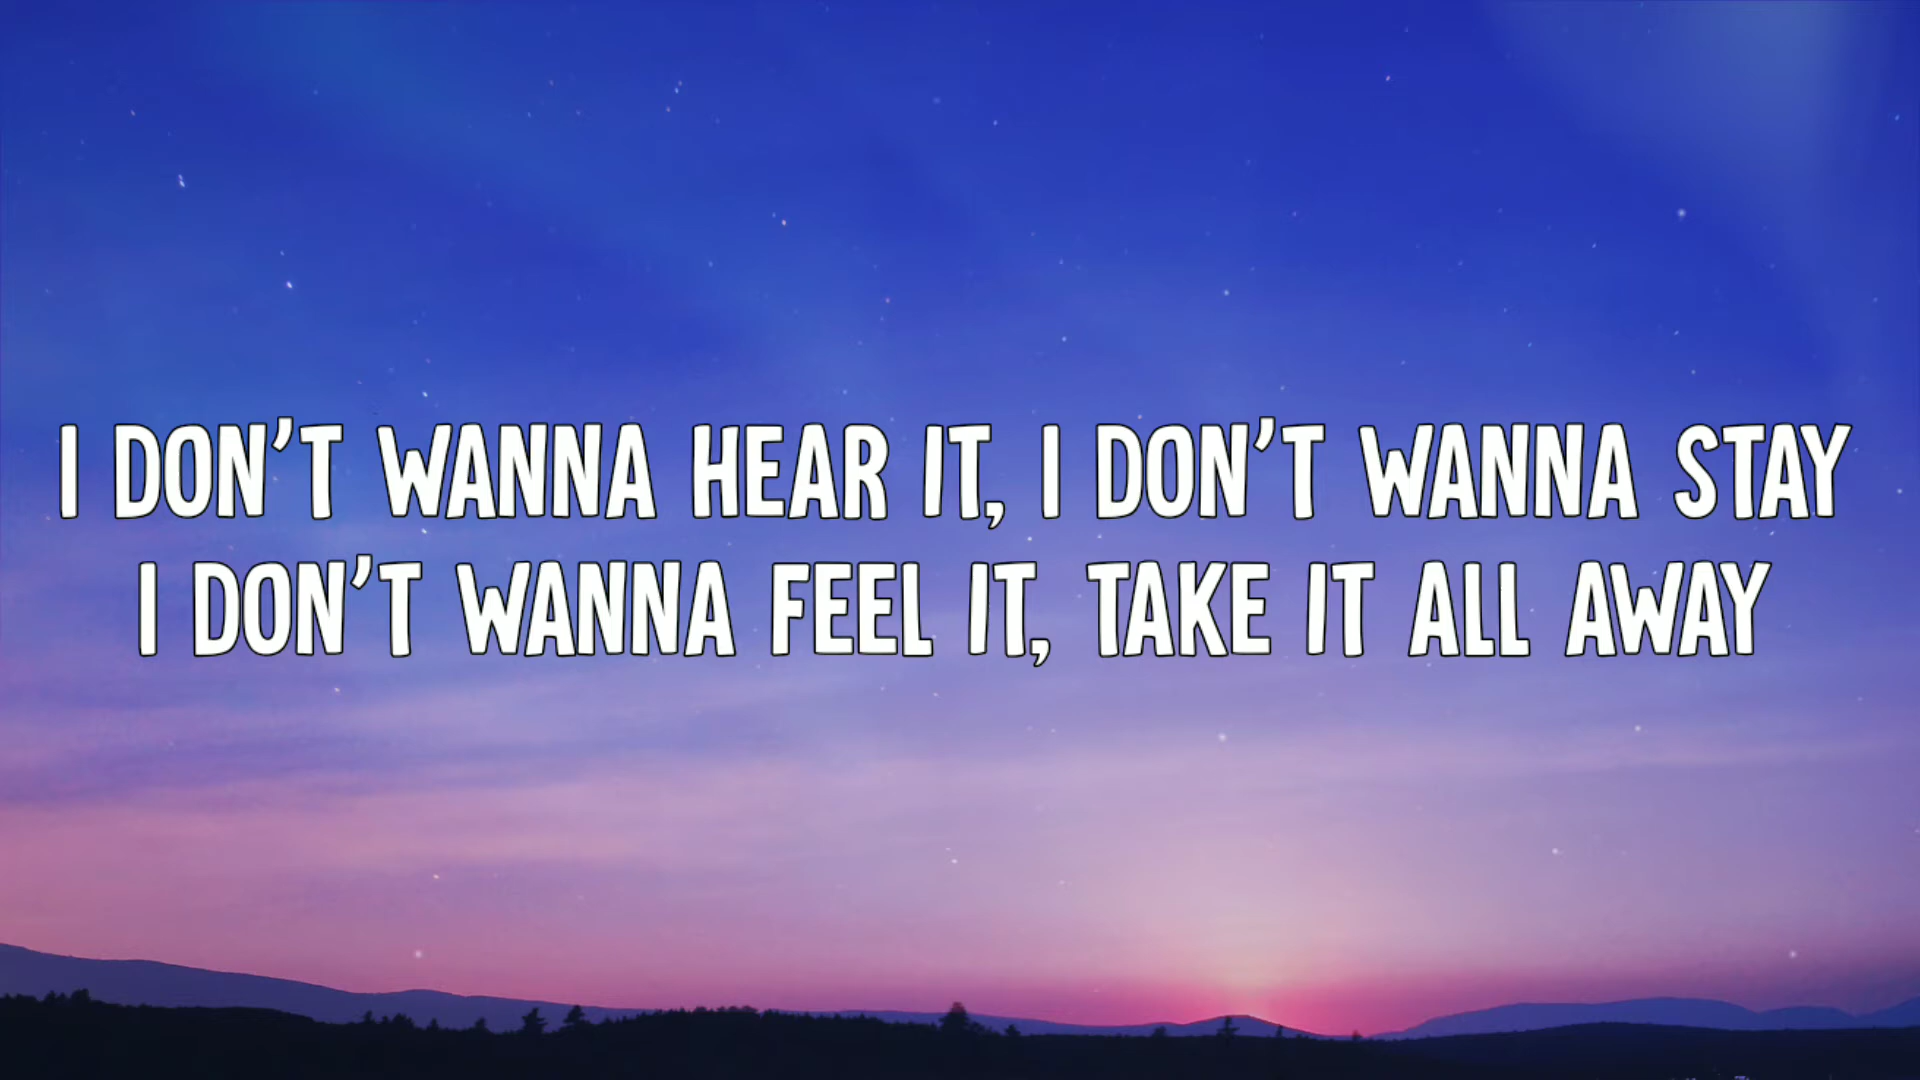 I DON'T WANNA HEAR IT, I DON'T WANNA STAY
I DON'T WANNA FEEL IT, TAKE IT ALL AWAY